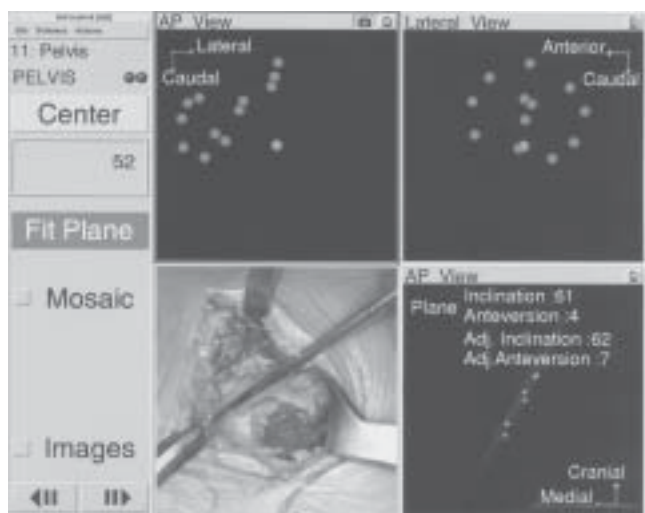 11: Pelvis
PELVIS
Center
52
Fit Plane
Mosaic
Images
AP View
Lateral
Caudal
Lateral View
Anterior
Caudal
AP View
Plane
Inclination :61
Anteversion :4
Adj. Inclination :62
Adj.Anteversion :7
Cranial
Medial